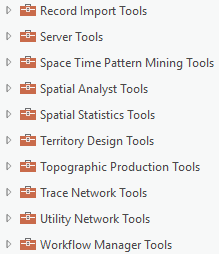 Record Import Tools
Server Tools
Space Time Pattern Mining Tools
Spatial Analyst Tools
Spatial Statistics Tools
Territory Design Tools
Topographic Production Tools
Trace Network Tools
Utility Network Tools
Workflow Manager Tools